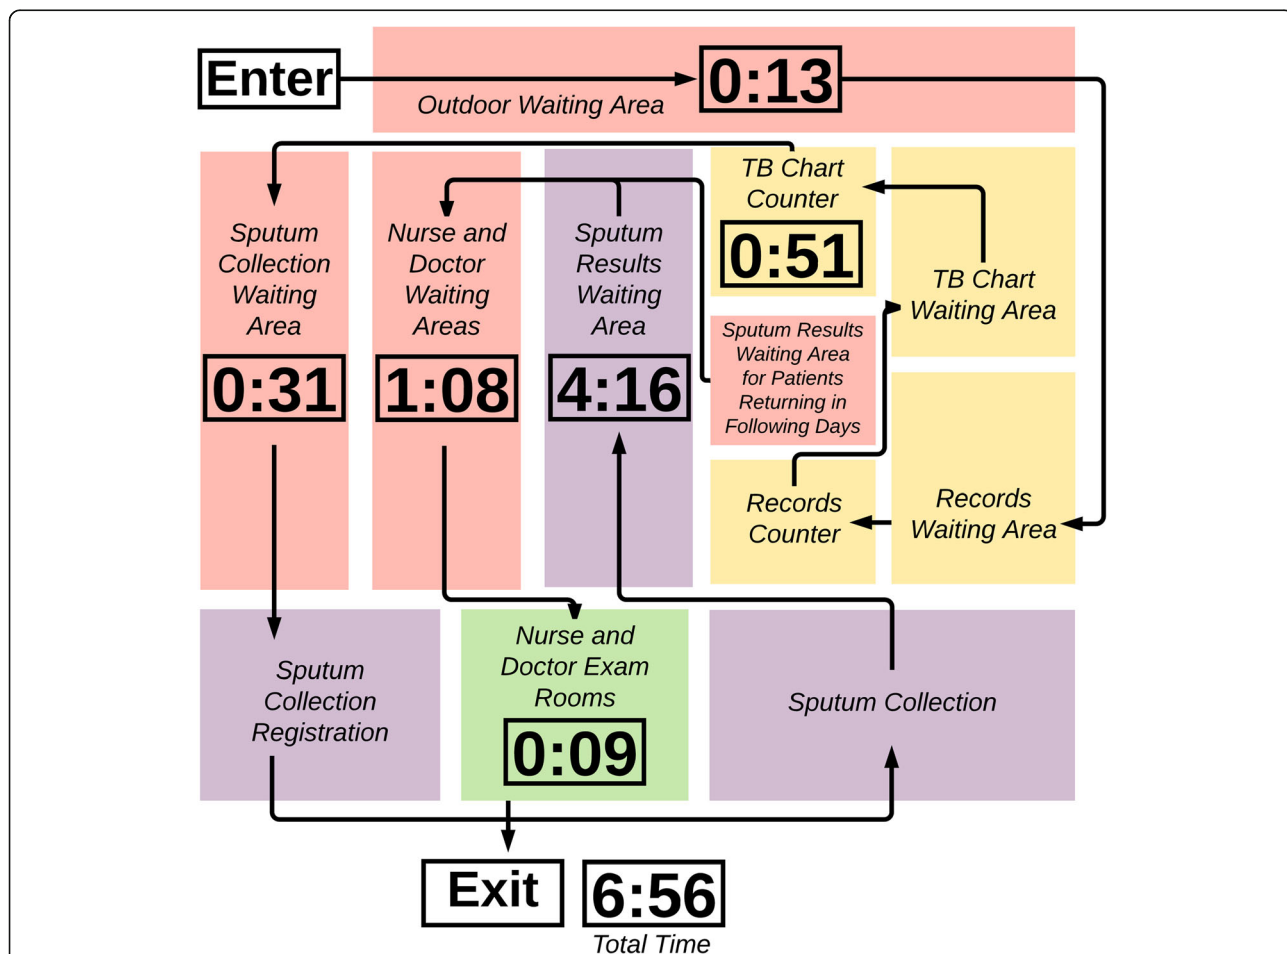 Enter
0:13
Outdoor Waiting Area
Sputum
Collection
Waiting
Area
0:31
Nurse and
Doctor
Waiting
Areas
1:08
Sputum
Results
Waiting
Area
4:16
TB Chart
Counter
0:51
TB Chart
Waiting Area
Sputum Results
Waiting Area
for Patients
Returning in
Following Days
Records
Counter
Records
Waiting Area
Sputum
Collection
Registration
Nurse and
Doctor Exam
Rooms
0:09
Sputum Collection
Exit
6:56
Total Time